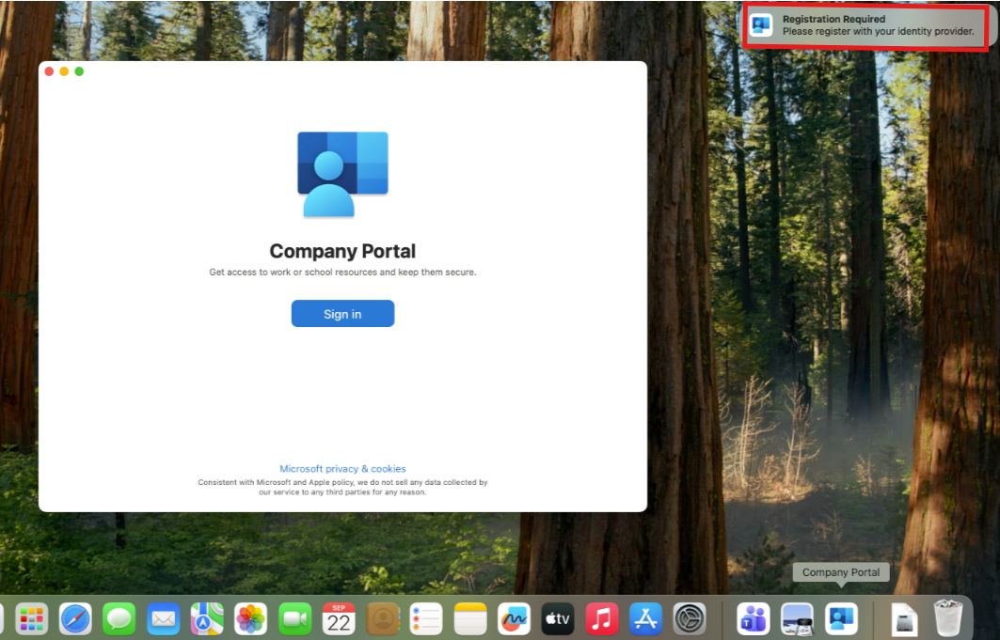 Registration Required
Please register with your identity provider.
Company Portal
Get access to work or school resources and keep them secure.
Sign in
Microsoft privacy & cookies
Consistent with Microsoft and Apple policy, we do not sell any data collected by
our service to any third parties for any reason.
Company Portal
SEP
22
tv
T